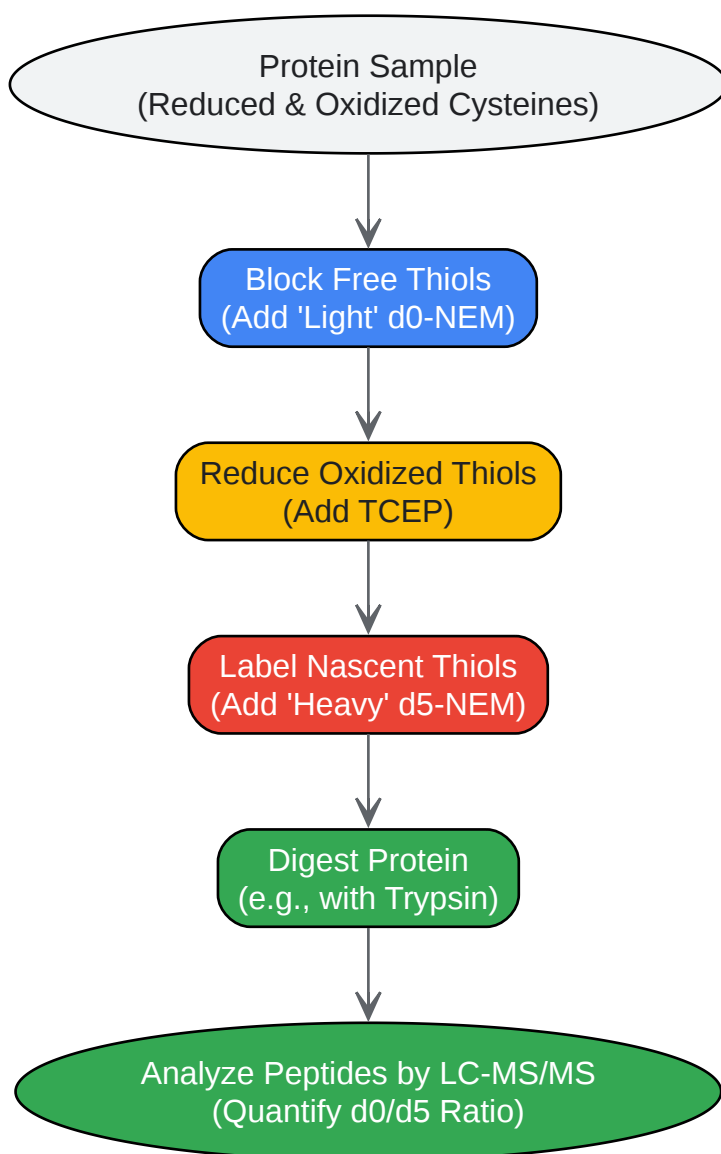 Protein Sample
(Reduced & Oxidized Cysteines)
Block Free Thiols
(Add 'Light' d0-NEM)
Reduce Oxidized Thiols
(Add TCEP)
Label Nascent Thiols
(Add 'Heavy' d5-NEM)
Digest Protein
(e.g., with Trypsin)
Analyze Peptides by LC-MS/MS
(Quantify d0/d5 Ratio)